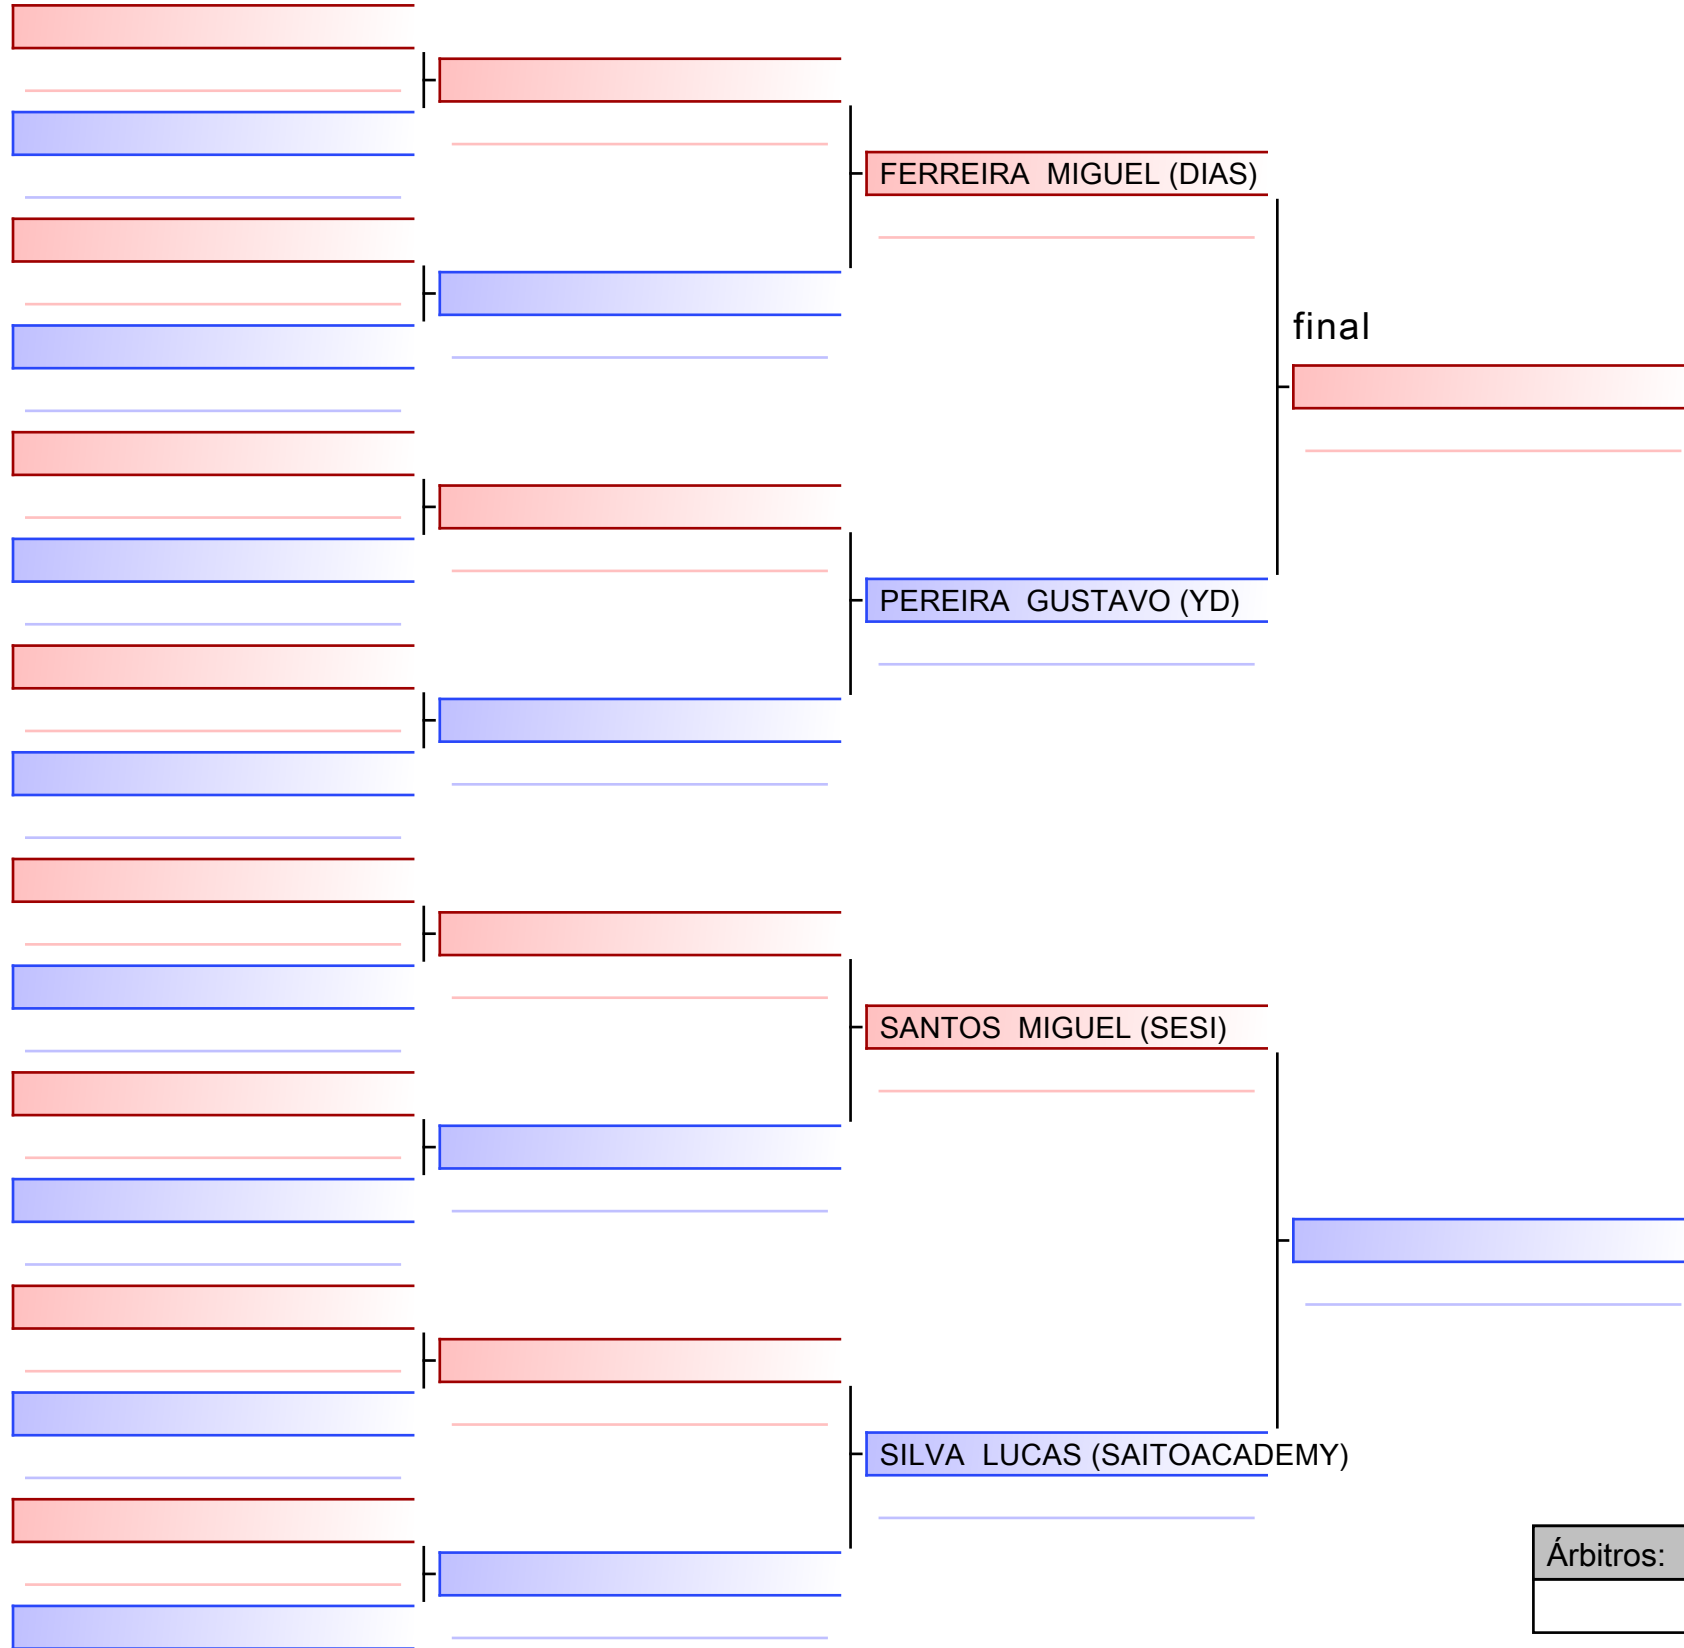 FERREIRA MIGUEL (DIAS)
final
PEREIRA GUSTAVO (YD)
SANTOS MIGUEL (SESI)
SILVA LUCAS (SAITOACADEMY)
Árbitros: